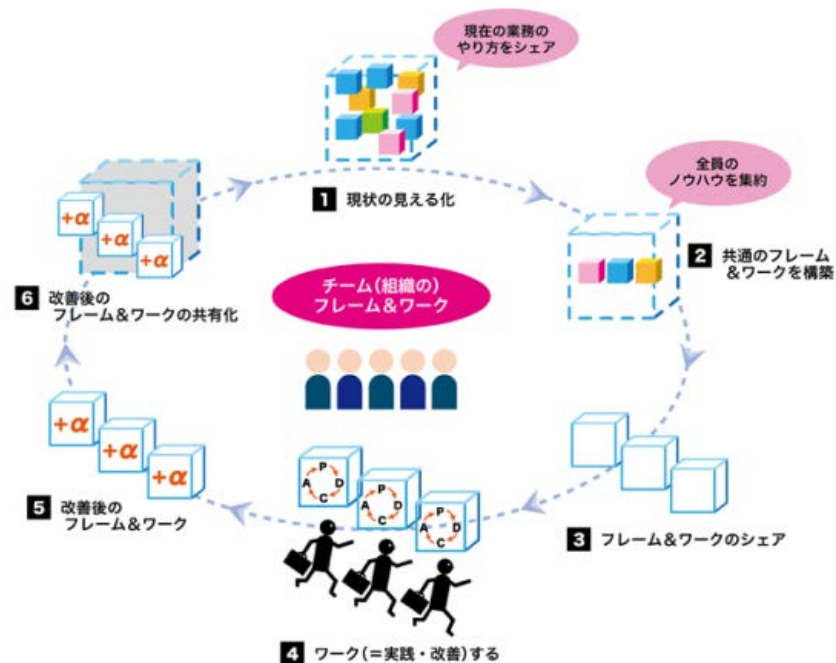 現在の業務の
やり方をシェア
1 現状の見える化
全員の
ノウハウを集約
2 共通のフレーム
&ワークを構築
チーム(組織の)
フレーム&ワーク
3 フレーム&ワークのシェア
P
D
C
A
P
D
C
A
P
D
C
A
4 ワーク(=実践・改善)する
+α
+α
+α
5 改善後の
フレーム&ワーク
+α
+α
+α
6 改善後の
フレーム&ワークの共有化